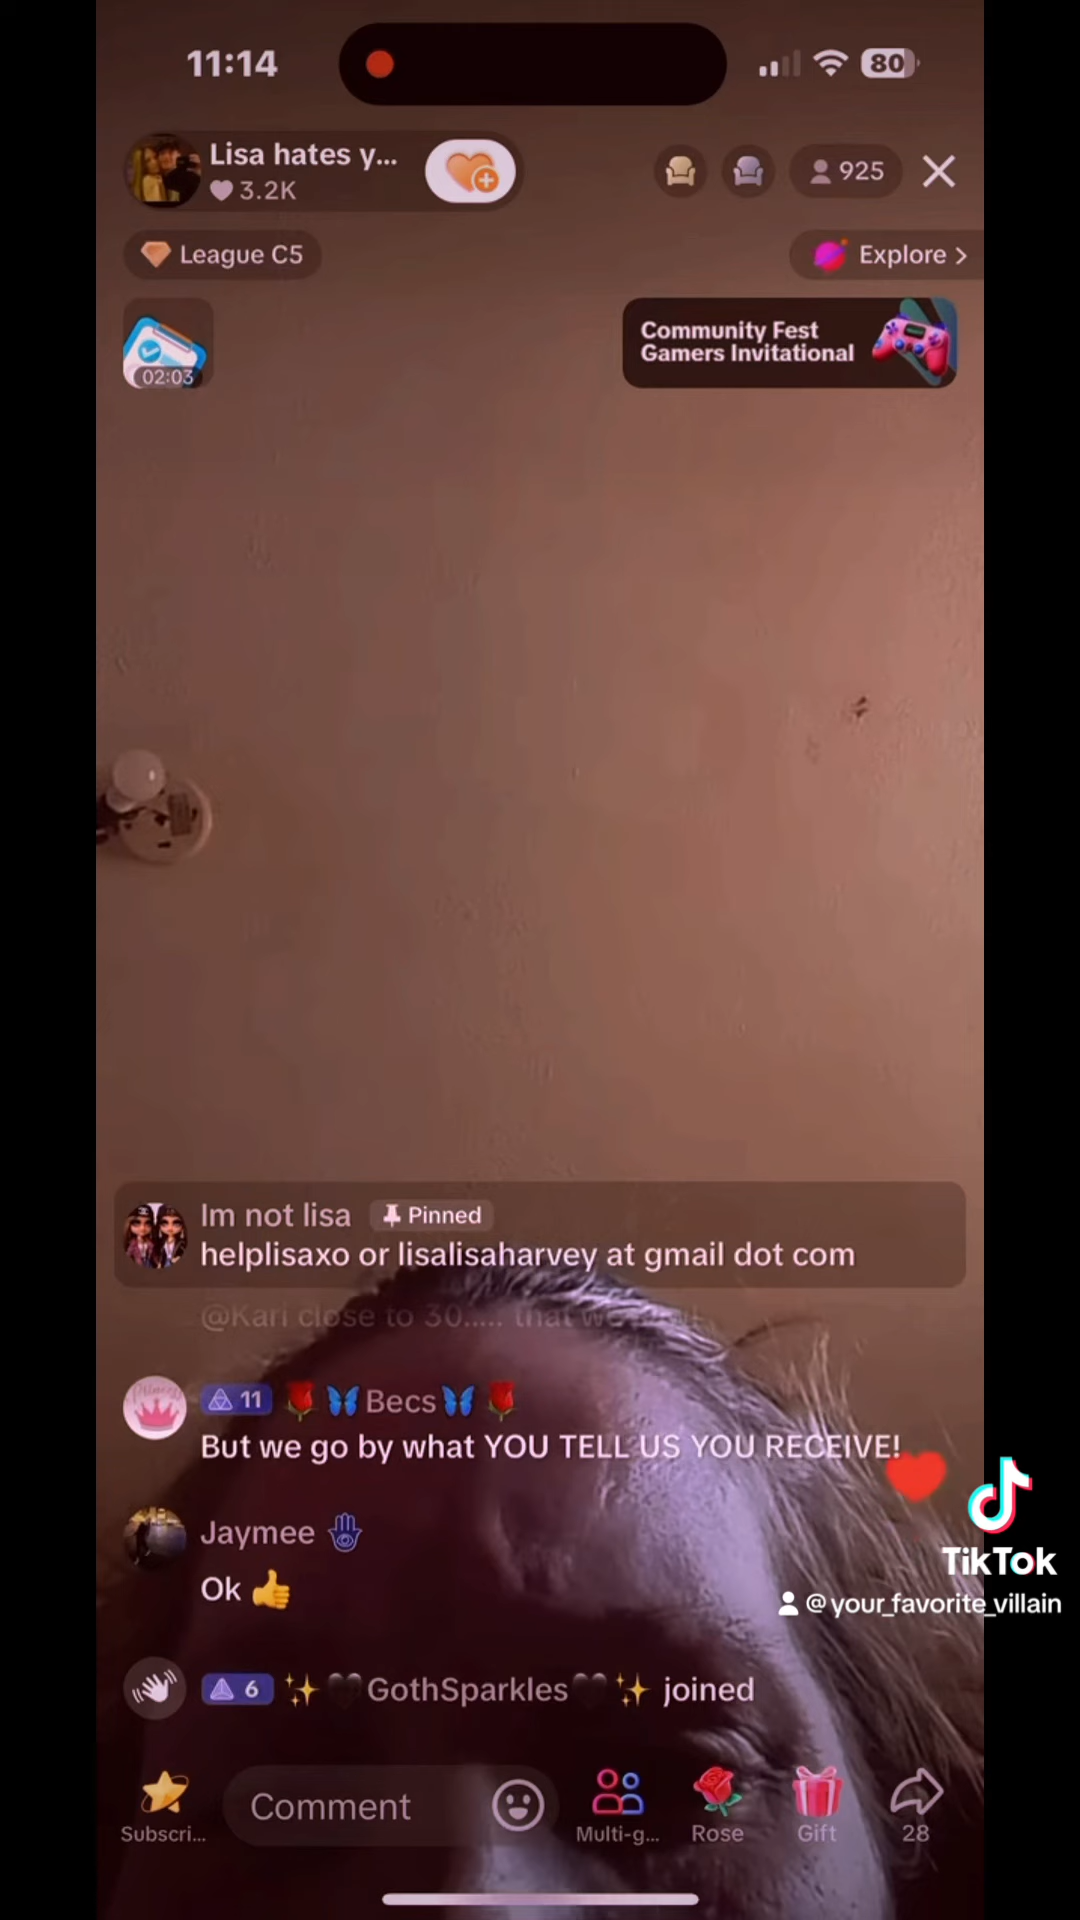 11:14
80
Lisa hates y...
3.2K
925
League C5
Explore >
Community Fest
Gamers Invitational
02:03
Im not lisa Pinned
helplisaxo or lisalisaharvey at gmail dot com
@Kari close to 30..... that
11 🌹🦋Becs🦋🌹
But we go by what YOU TELL US YOU RECEIVE!
Jaymee 🪬
Ok 👍
TikTok
@your_favorite_villain
6 ✨🖤GothSparkles🖤✨ joined
Comment
Subscri...
Multi-g...
Rose
Gift
28